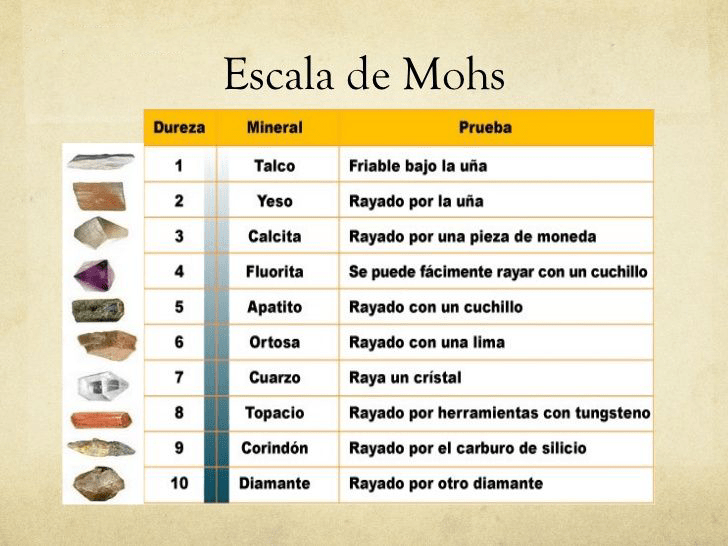 Escala de Mohs
Dureza Mineral Prueba
1 Talco Friable bajo la uña
2 Yeso Rayado por la uña
3 Calcita Rayado por una pieza de moneda
4 Fluorita Se puede fácimente rayar con un cuchillo
5 Apatito Rayado con un cuchillo
6 Ortosa Rayado con una lima
7 Cuarzo Raya un cristal
8 Topacio Rayado por herramientas con tungsteno
9 Corindón Rayado por el carburo de silicio
10 Diamante Rayado por otro diamante